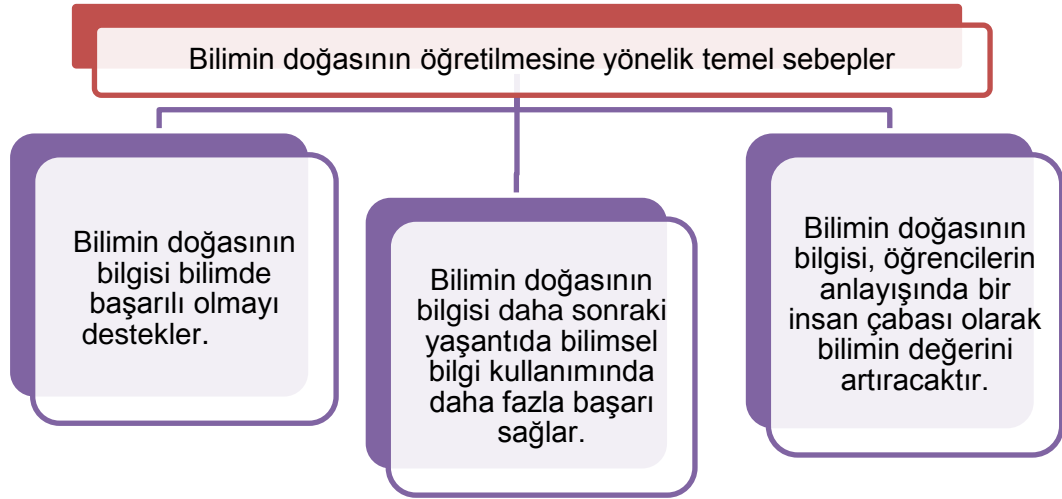 Bilimin doğasının öğretilmesine yönelik temel sebepler
Bilimin doğasının
bilgisi bilimde
başarılı olmayı
destekler.
Bilimin doğasının
bilgisi daha sonraki
yaşantıda bilimsel
bilgi kullanımında
daha fazla başarı
sağlar.
Bilimin doğasının
bilgisi, öğrencilerin
anlayışında bir
insan çabası olarak
bilimin değerini
artıracaktır.